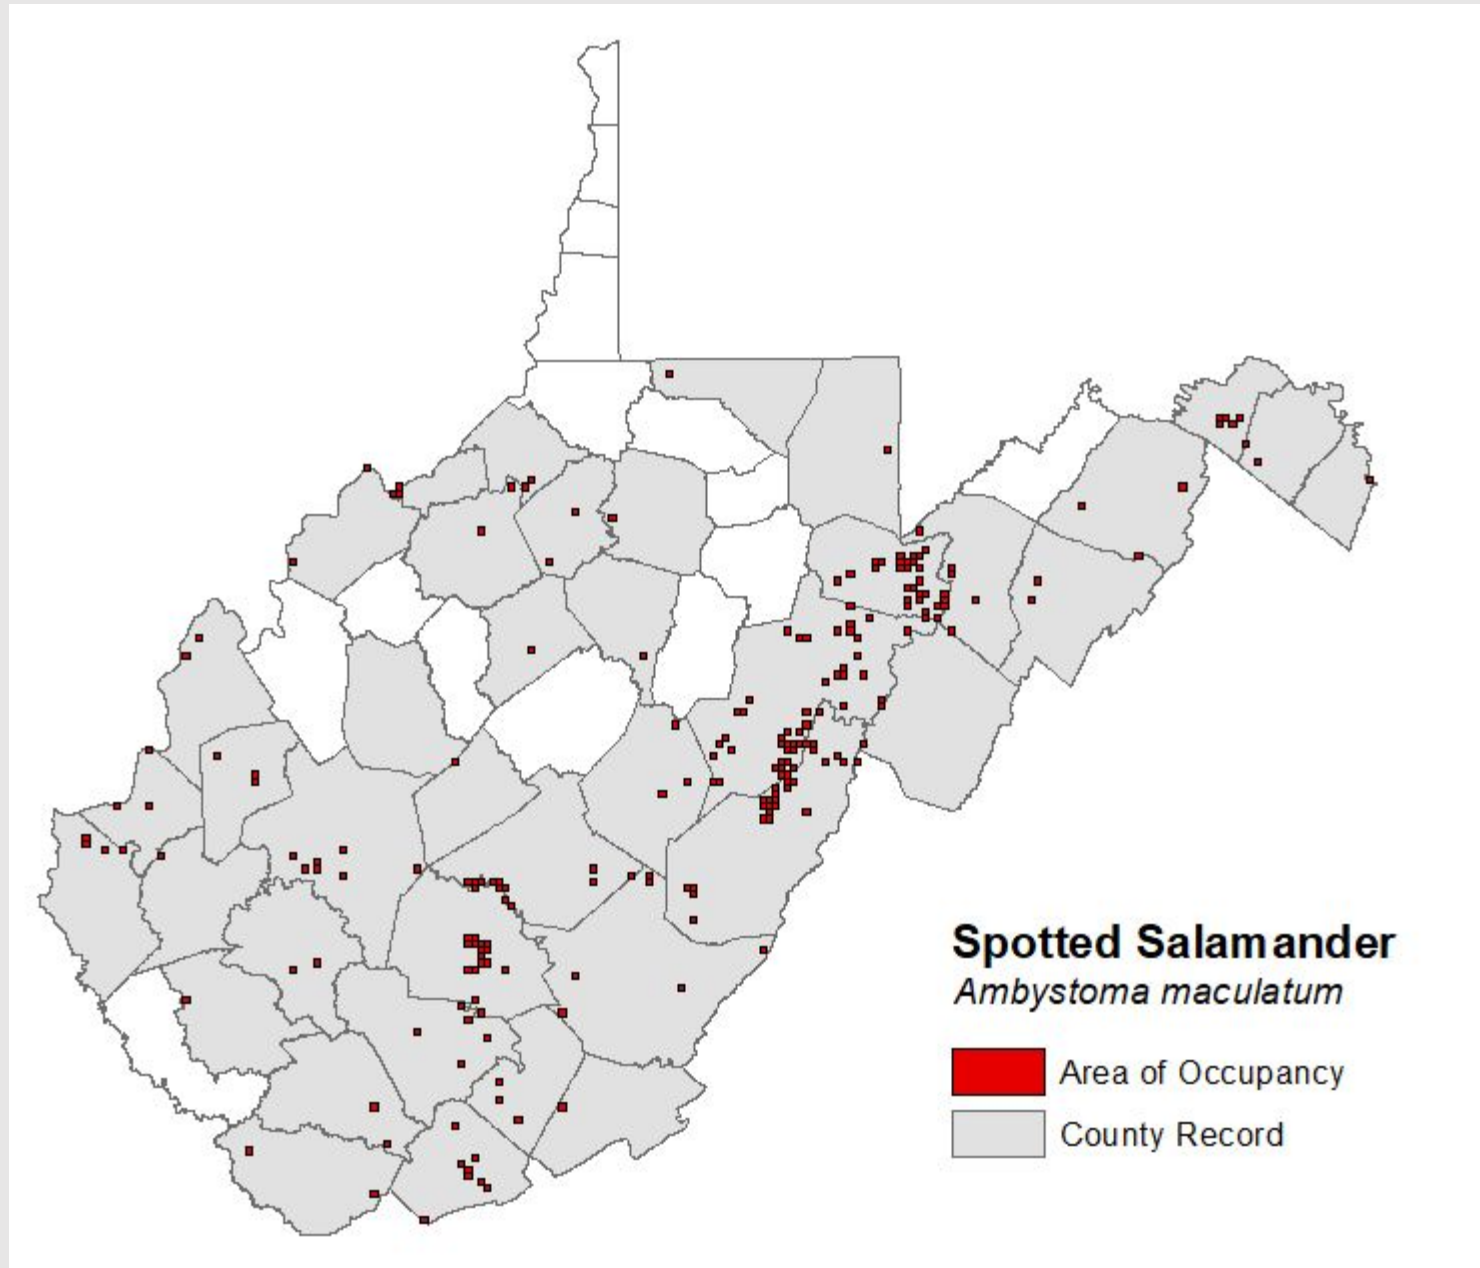 Spotted Salamander
Ambystoma maculatum
Area of Occupancy
County Record